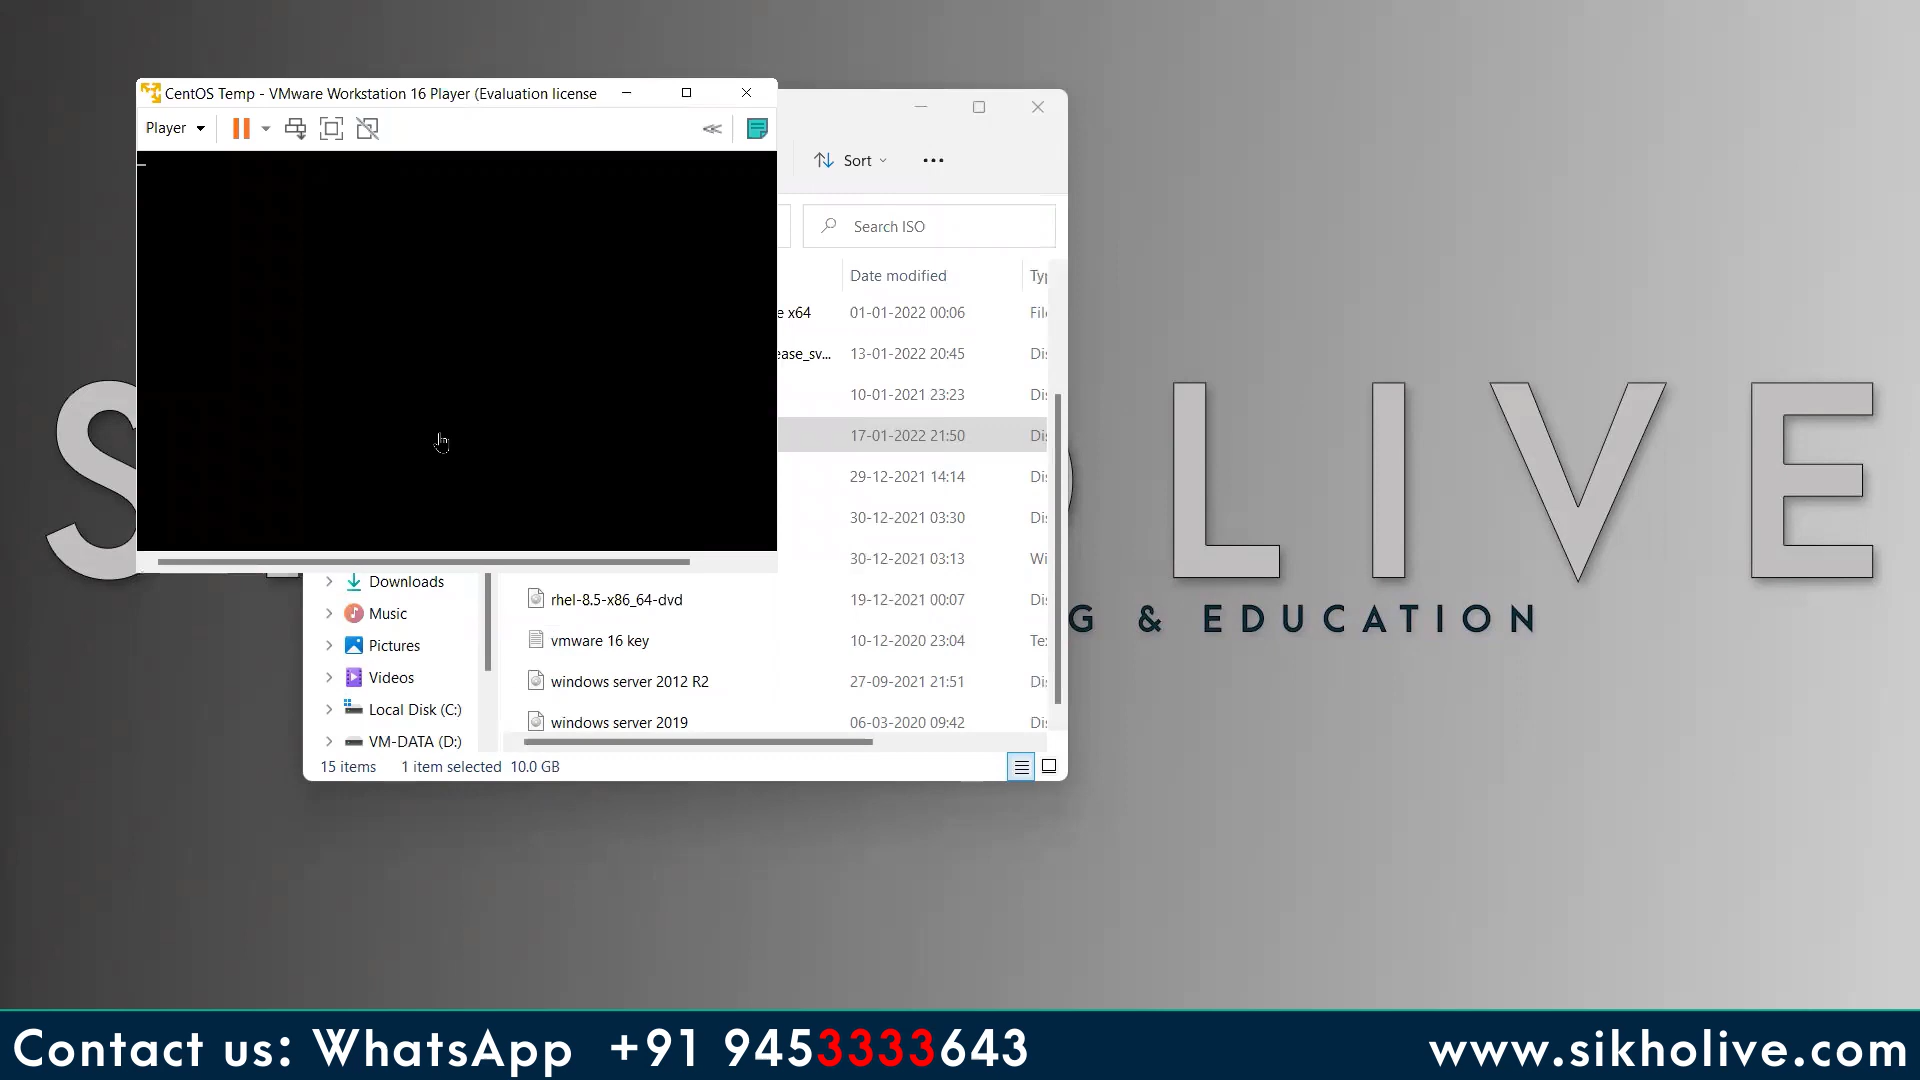 CentOS Temp - VMware Workstation 16 Player (Evaluation license
Player
Sort
Search ISO
Date modified
e x64 01-01-2022 00:06
ease_sv... 13-01-2022 20:45
10-01-2021 23:23
17-01-2022 21:50
29-12-2021 14:14
30-12-2021 03:30
30-12-2021 03:13
Downloads
rhel-8.5-x86_64-dvd 19-12-2021 00:07
Music
vmware 16 key 10-12-2020 23:04
Pictures
Videos
windows server 2012 R2 27-09-2021 21:51
Local Disk (C:)
windows server 2019 06-03-2020 09:42
VM-DATA (D:)
15 items 1 item selected 10.0 GB
S LIVE
G & EDUCATION
Contact us: WhatsApp +91 9453333643
www.sikholive.com